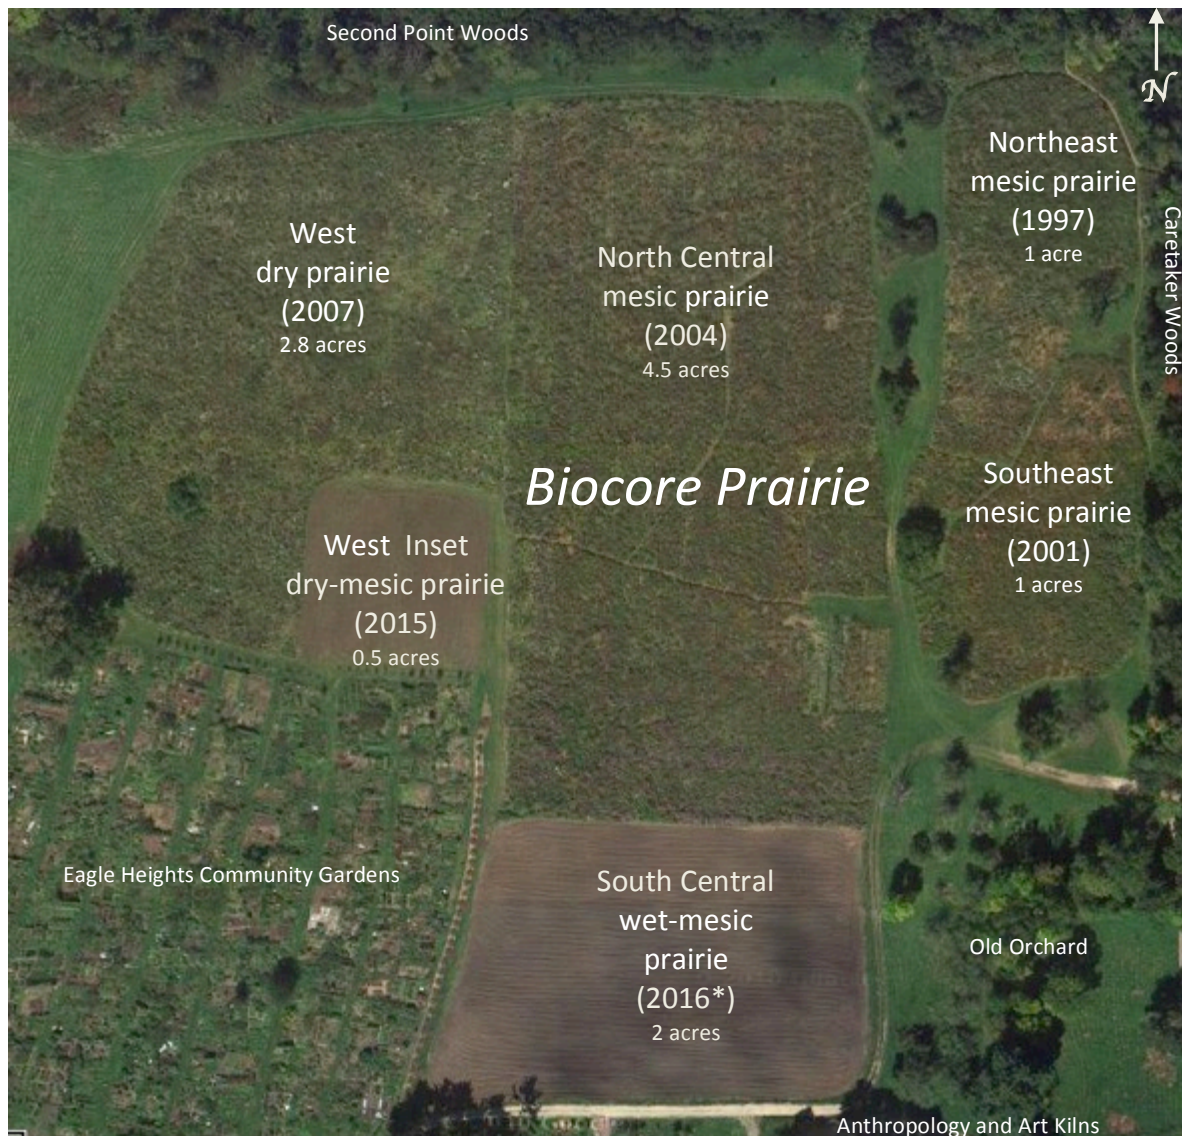 Second Point Woods
N
Northeast
mesic prairie
(1997)
1 acre
Caretaker Woods
West
dry prairie
(2007)
2.8 acres
North Central
mesic prairie
(2004)
4.5 acres
Biocore Prairie
Southeast
mesic prairie
(2001)
1 acres
West Inset
dry-mesic prairie
(2015)
0.5 acres
Eagle Heights Community Gardens
South Central
wet-mesic
prairie
(2016*)
2 acres
Old Orchard
Anthropology and Art Kilns